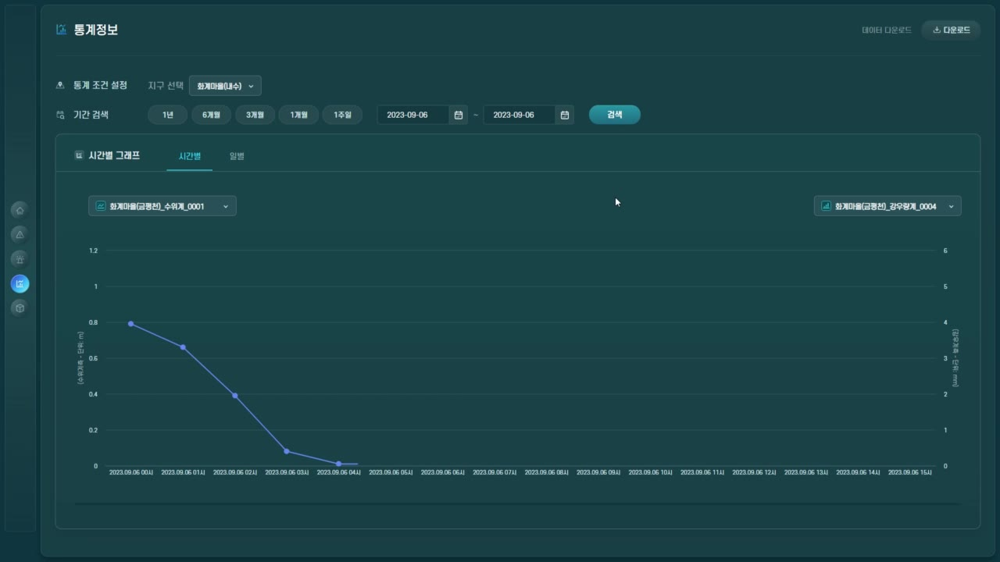 통계정보
데이터 다운로드
다운로드
통계 조건 설정
지구 선택
화계마을(내수)
기간 검색
1년
6개월
3개월
1개월
1주일
2023-09-06
~
2023-09-06
검색
시간별 그래프
시간별
일별
화계마을(금평천)_수위계_0001
화계마을(금평천)_강우량계_0004
1.2
1
0.8
0.6
0.4
0.2
0
(수위계측 - 단위: m)
6
5
4
3
2
1
0
2023.09.06 00시
2023.09.06 01시
2023.09.06 02시
2023.09.06 03시
2023.09.06 04시
2023.09.06 05시
2023.09.06 06시
2023.09.06 07시
2023.09.06 08시
2023.09.06 09시
2023.09.06 10시
2023.09.06 11시
2023.09.06 12시
2023.09.06 13시
2023.09.06 14시
2023.09.06 15시